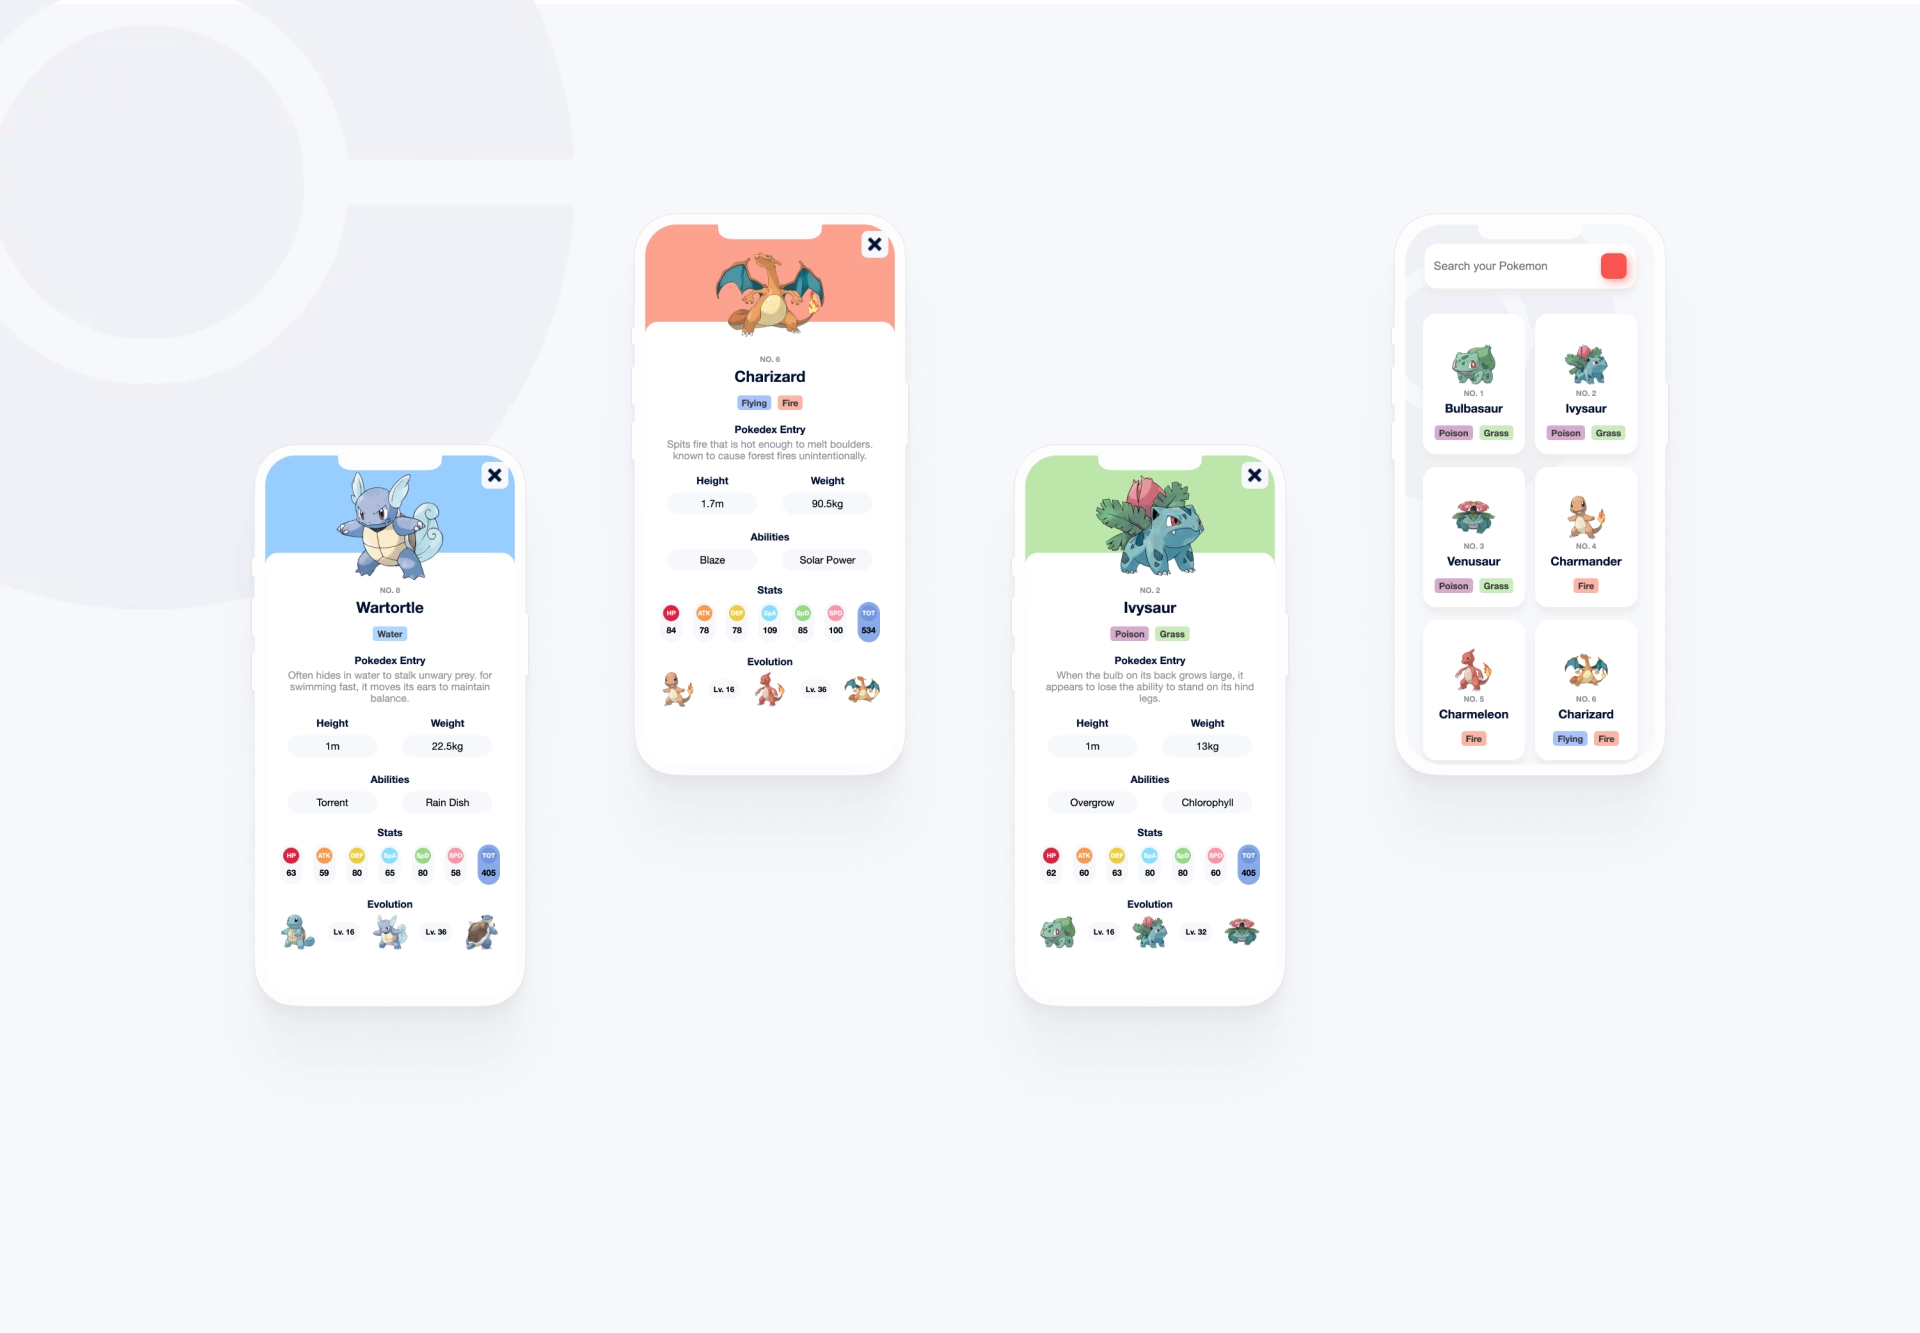 NO. 8
Wartortle
Water
Pokedex Entry
Often hides in water to stalk unwary prey. for
swimming fast, it moves its ears to maintain
balance.
Height Weight
1m 22.5kg
Abilities
Torrent Rain Dish
Stats
HP ATK DEF SpA SpD SPD TOT
63 59 80 65 80 58 405
Evolution
Lv. 16 Lv. 36
NO. 6
Charizard
Flying Fire
Pokedex Entry
Spits fire that is hot enough to melt boulders.
known to cause forest fires unintentionally.
Height Weight
1.7m 90.5kg
Abilities
Blaze Solar Power
Stats
HP ATK DEF SpA SpD SPD TOT
84 78 78 109 85 100 534
Evolution
Lv. 16 Lv. 36
NO. 2
Ivysaur
Poison Grass
Pokedex Entry
When the bulb on its back grows large, it
appears to lose the ability to stand on its hind
legs.
Height Weight
1m 13kg
Abilities
Overgrow Chlorophyll
Stats
HP ATK DEF SpA SpD SPD TOT
62 60 63 80 80 60 405
Evolution
Lv. 16 Lv. 32
Search your Pokemon
NO. 1 NO. 2
Bulbasaur Ivysaur
Poison Grass Poison Grass
NO. 3 NO. 4
Venusaur Charmander
Poison Grass Fire
NO. 5 NO. 6
Charmeleon Charizard
Fire Flying Fire